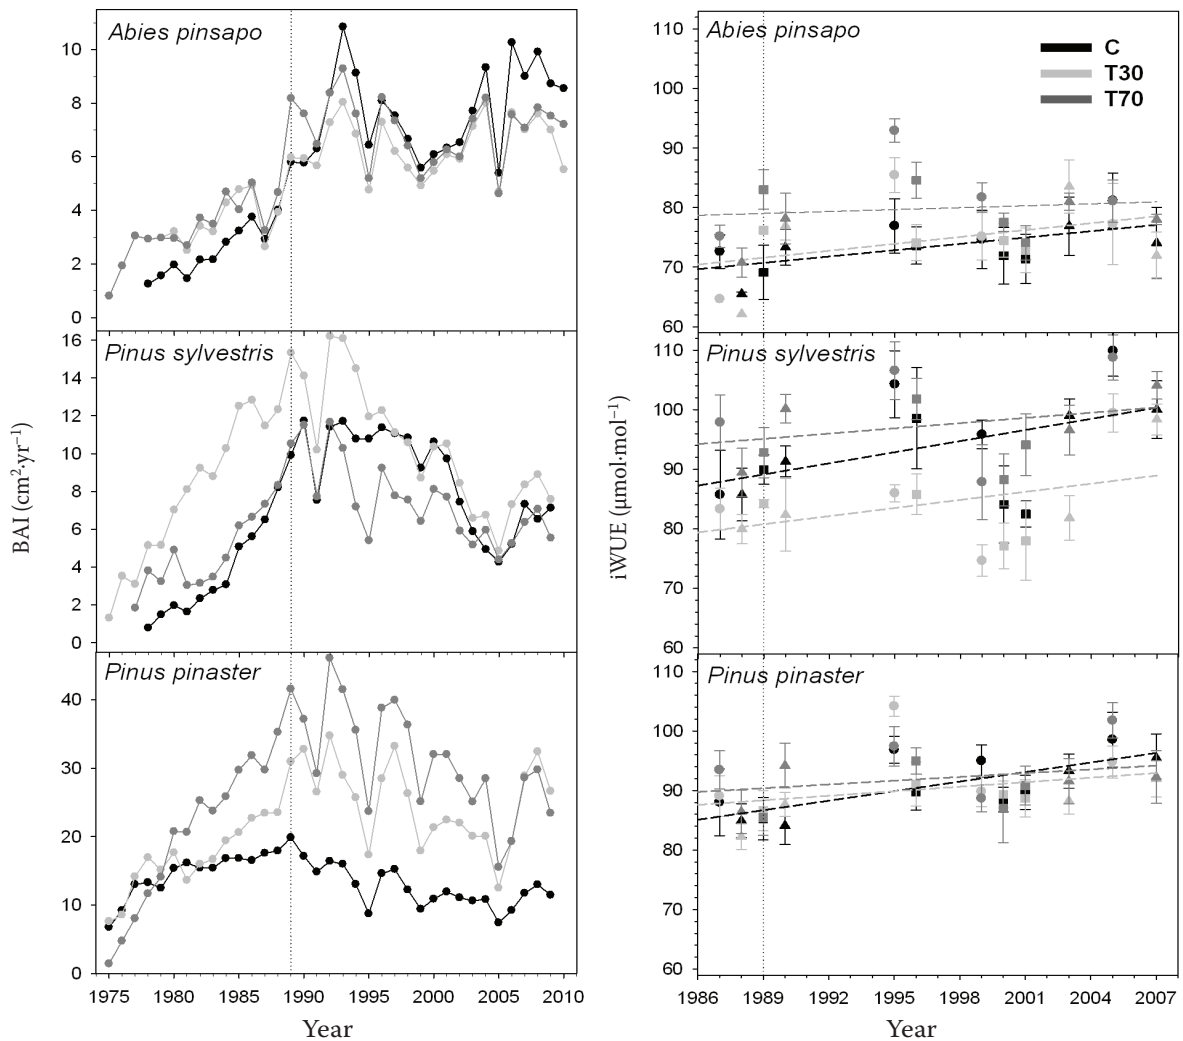 Abies pinsapo
10
8
6
4
2
0
Pinus sylvestris
16
14
12
10
8
6
4
2
0
Pinus pinaster
40
30
20
10
0
1975 1980 1985 1990 1995 2000 2005 2010
Year
BAI (cm²·yr⁻¹)
Abies pinsapo
C
T30
T70
110
100
90
80
70
60
Pinus sylvestris
110
100
90
80
70
60
Pinus pinaster
110
100
90
80
70
60
1986 1989 1992 1995 1998 2001 2004 2007
Year
iWUE (µmol·mol⁻¹)